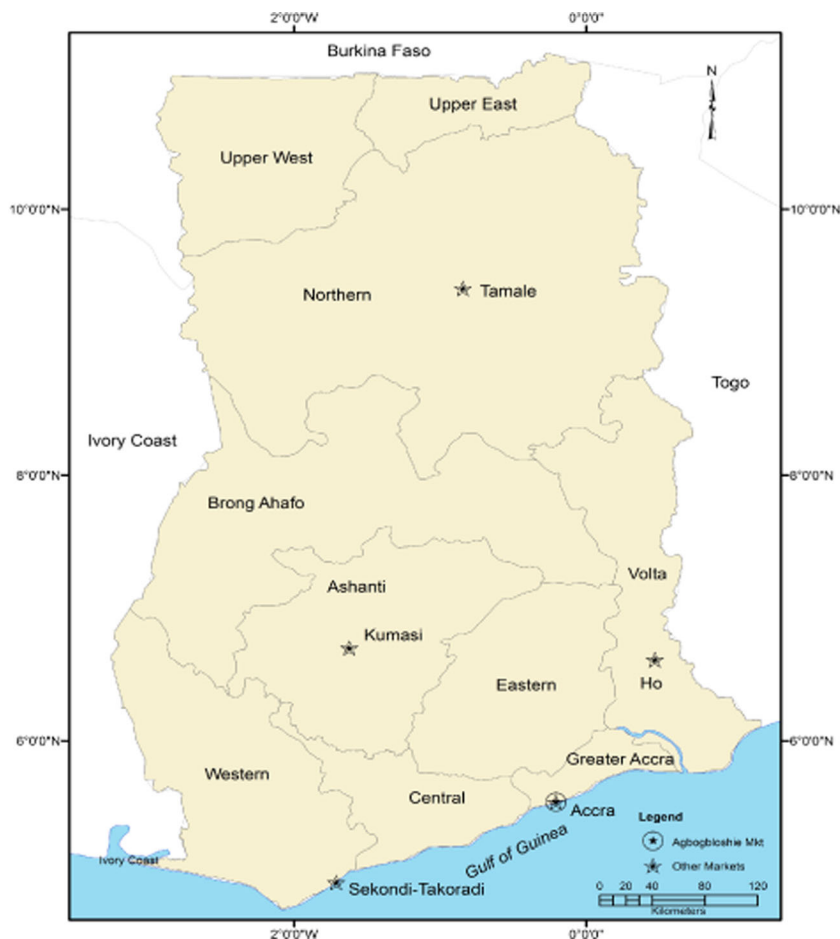 2°0'0"W
0°0'0"
Burkina Faso
N
Upper East
Upper West
10°0'0"N
10°0'0"N
Northern
Tamale
Togo
Ivory Coast
8°0'0"N
8°0'0"N
Brong Ahafo
Volta
Ashanti
Kumasi
Ho
Eastern
6°0'0"N
6°0'0"N
Greater Accra
Western
Central
Accra
Legend
Gulf of Guinea
Agbogbloshie Mkt
Ivory Coast
Other Markets
Sekondi-Takoradi
0 10 20 40 80 120
Kilometers
2°0'0"W
0°0'0"